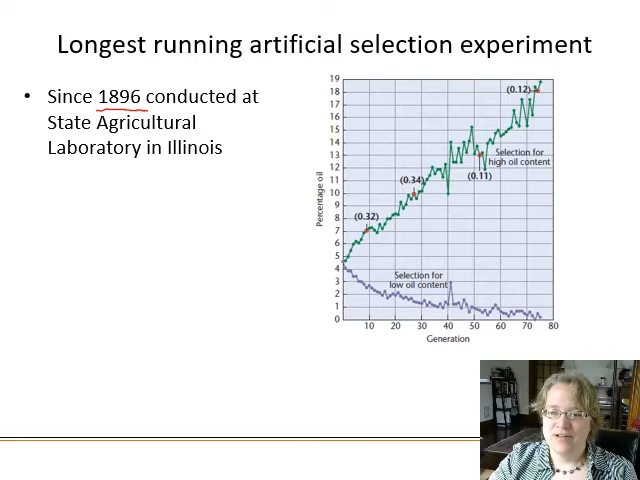 Longest running artificial selection experiment
• Since 1896 conducted at
State Agricultural
Laboratory in Illinois
19
18
17
16
15
14
13
12
11
10
9
8
7
6
5
4
3
2
1
0
Percentage oil
(0.12)
Selection for
high oil content
(0.11)
(0.34)
(0.32)
Selection for
low oil content
10 20 30 40 50 60 70 80
Generation